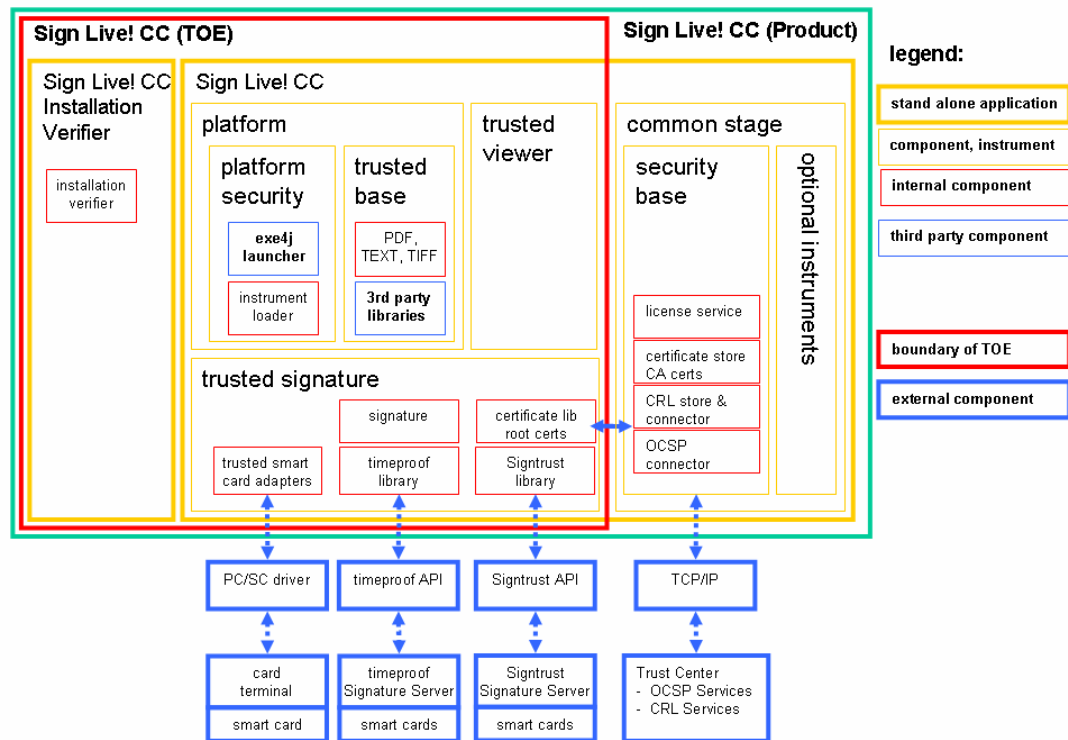 Sign Live! CC (TOE)
Sign Live! CC (Product)
Sign Live! CC
Installation
Verifier
installation
verifier
Sign Live! CC
platform
platform
security
exe4j
launcher
instrument
loader
trusted
base
PDF,
TEXT, TIFF
3rd party
libraries
trusted
viewer
trusted signature
signature
certificate lib
root certs
trusted smart
card adapters
timeproof
library
Signtrust
library
common stage
security
base
license service
certificate store
CA certs
CRL store &
connector
OCSP
connector
optional instruments
PC/SC driver
timeproof API
Signtrust API
TCP/IP
card
terminal
smart card
timeproof
Signature Server
smart cards
Signtrust
Signature Server
smart cards
Trust Center
- OCSP Services
- CRL Services
legend:
stand alone application
component, instrument
internal component
third party component
boundary of TOE
external component